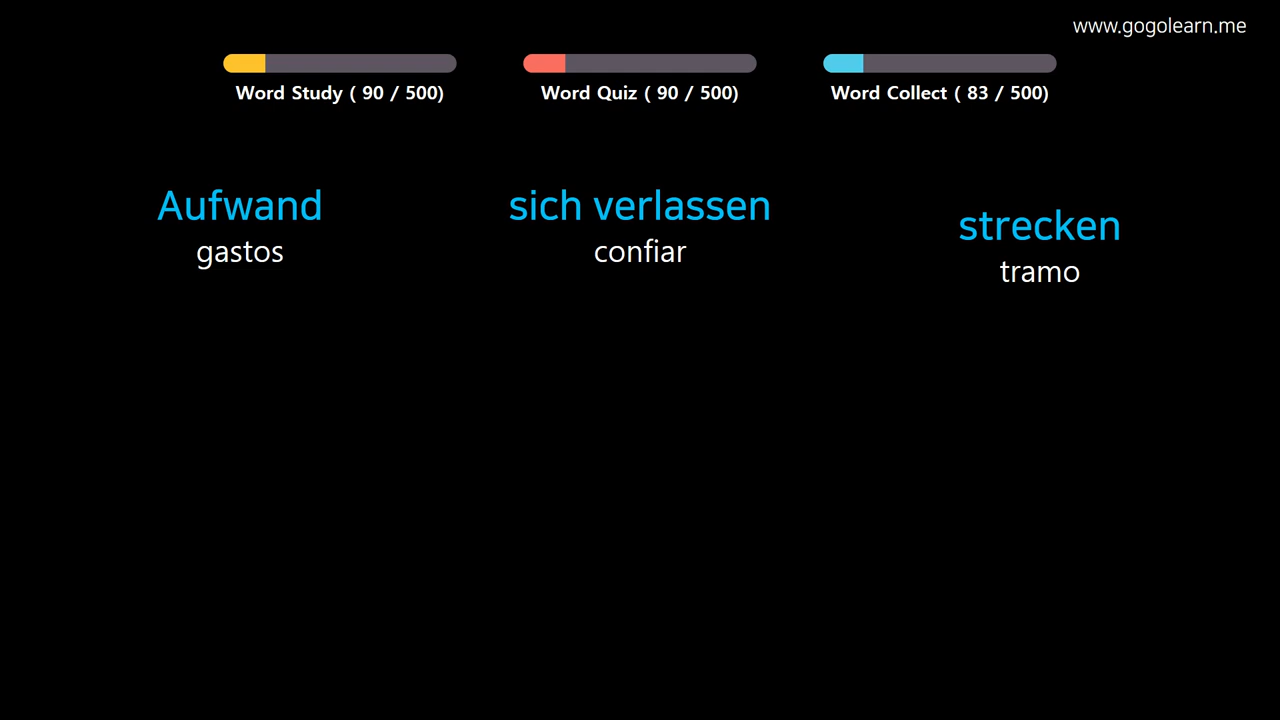 www.gogolearn.me
Word Study ( 90 / 500)
Word Quiz ( 90 / 500)
Word Collect ( 83 / 500)
Aufwand
gastos
sich verlassen
confiar
strecken
tramo